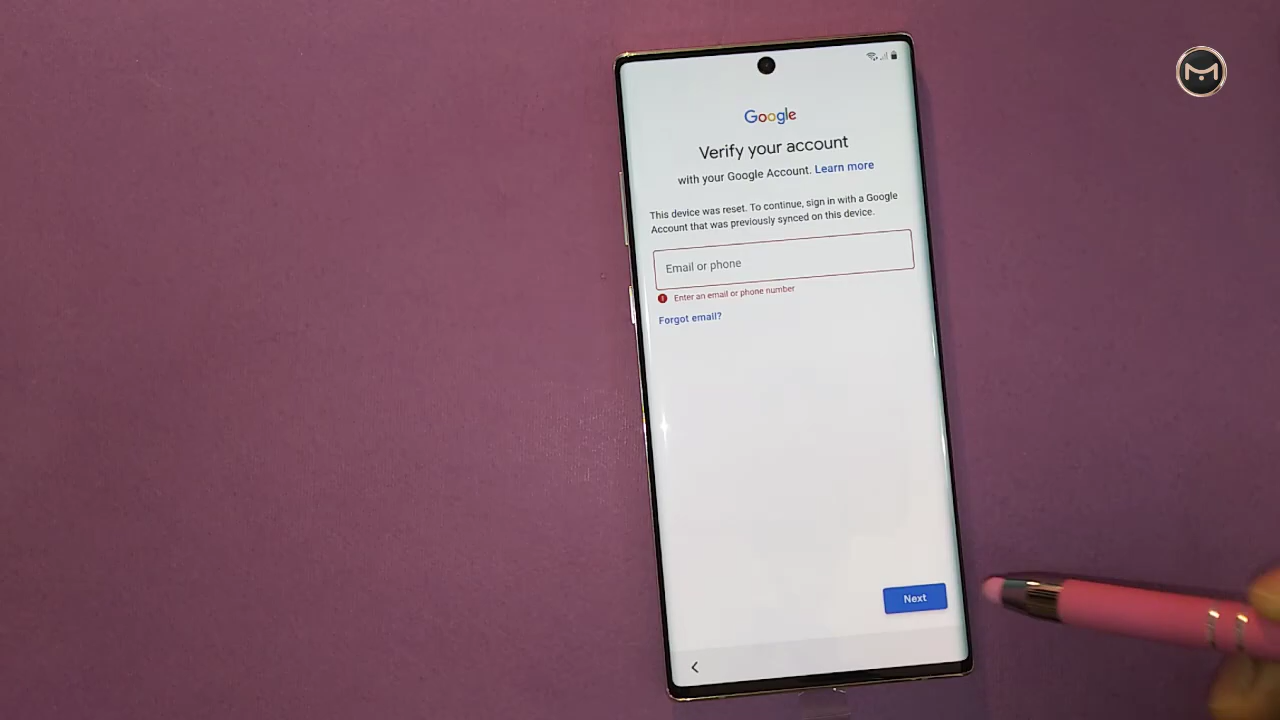 Google
Verify your account
with your Google Account. Learn more
This device was reset. To continue, sign in with a Google
Account that was previously synced on this device.
Email or phone
Enter an email or phone number
Forgot email?
Next